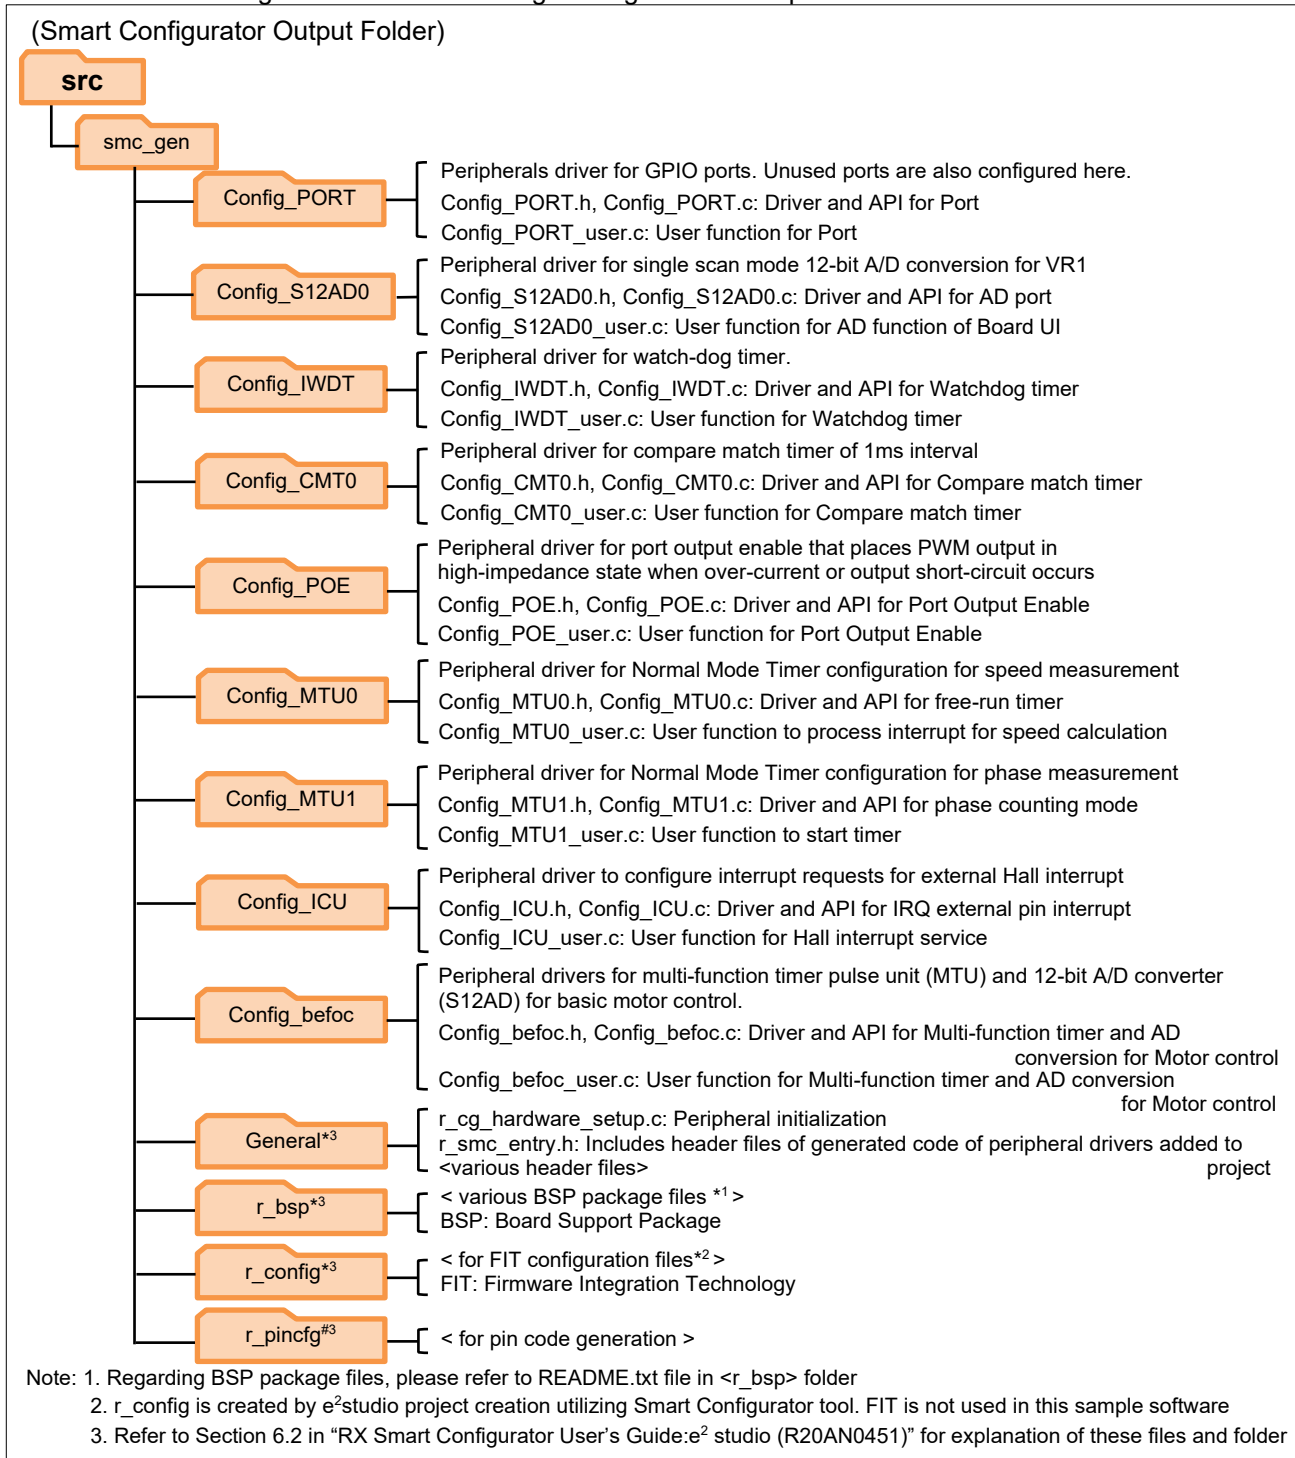 (Smart Configurator Output Folder)
src
smc_gen
Config_PORT
Peripherals driver for GPIO ports. Unused ports are also configured here.
Config_PORT.h, Config_PORT.c: Driver and API for Port
Config_PORT_user.c: User function for Port
Config_S12AD0
Peripheral driver for single scan mode 12-bit A/D conversion for VR1
Config_S12AD0.h, Config_S12AD0.c: Driver and API for AD port
Config_S12AD0_user.c: User function for AD function of Board UI
Config_IWDT
Peripheral driver for watch-dog timer.
Config_IWDT.h, Config_IWDT.c: Driver and API for Watchdog timer
Config_IWDT_user.c: User function for Watchdog timer
Config_CMT0
Peripheral driver for compare match timer of 1ms interval
Config_CMT0.h, Config_CMT0.c: Driver and API for Compare match timer
Config_CMT0_user.c: User function for Compare match timer
Config_POE
Peripheral driver for port output enable that places PWM output in
high-impedance state when over-current or output short-circuit occurs
Config_POE.h, Config_POE.c: Driver and API for Port Output Enable
Config_POE_user.c: User function for Port Output Enable
Config_MTU0
Peripheral driver for Normal Mode Timer configuration for speed measurement
Config_MTU0.h, Config_MTU0.c: Driver and API for free-run timer
Config_MTU0_user.c: User function to process interrupt for speed calculation
Config_MTU1
Peripheral driver for Normal Mode Timer configuration for phase measurement
Config_MTU1.h, Config_MTU1.c: Driver and API for phase counting mode
Config_MTU1_user.c: User function to start timer
Config_ICU
Peripheral driver to configure interrupt requests for external Hall interrupt
Config_ICU.h, Config_ICU.c: Driver and API for IRQ external pin interrupt
Config_ICU_user.c: User function for Hall interrupt service
Config_befoc
Peripheral drivers for multi-function timer pulse unit (MTU) and 12-bit A/D converter
(S12AD) for basic motor control.
Config_befoc.h, Config_befoc.c: Driver and API for Multi-function timer and AD
conversion for Motor control
Config_befoc_user.c: User function for Multi-function timer and AD conversion
for Motor control
General*3
r_cg_hardware_setup.c: Peripheral initialization
r_smc_entry.h: Includes header files of generated code of peripheral drivers added to
project
<various header files>
r_bsp*3
< various BSP package files *1 >
BSP: Board Support Package
r_config*3
< for FIT configuration files*2 >
FIT: Firmware Integration Technology
r_pincfg#3
< for pin code generation >
Note: 1. Regarding BSP package files, please refer to README.txt file in <r_bsp> folder
2. r_config is created by e2studio project creation utilizing Smart Configurator tool. FIT is not used in this sample software
3. Refer to Section 6.2 in “RX Smart Configurator User’s Guide:e2 studio (R20AN0451)” for explanation of these files and folder